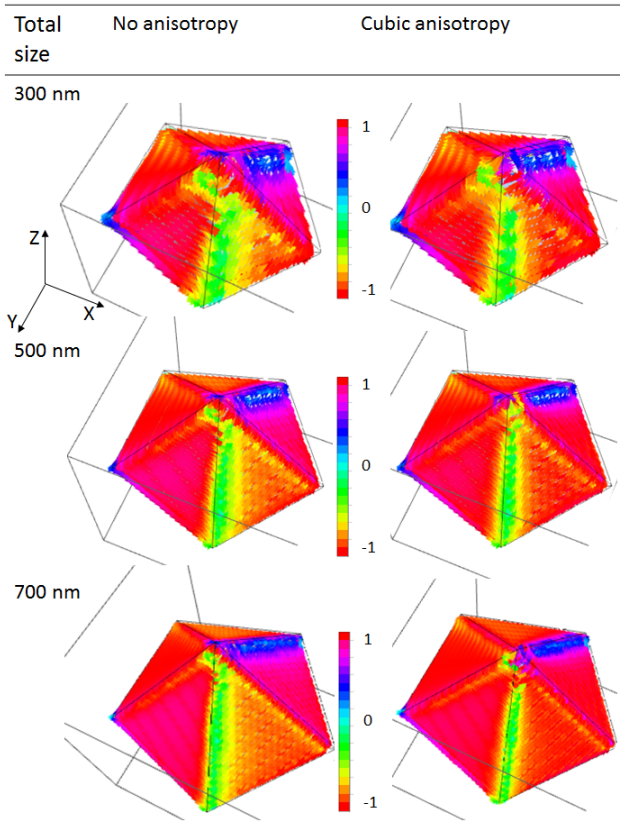 Total size
No anisotropy
Cubic anisotropy
300 nm
1
0
-1
Z
Y
X
500 nm
1
0
-1
700 nm
1
0
-1